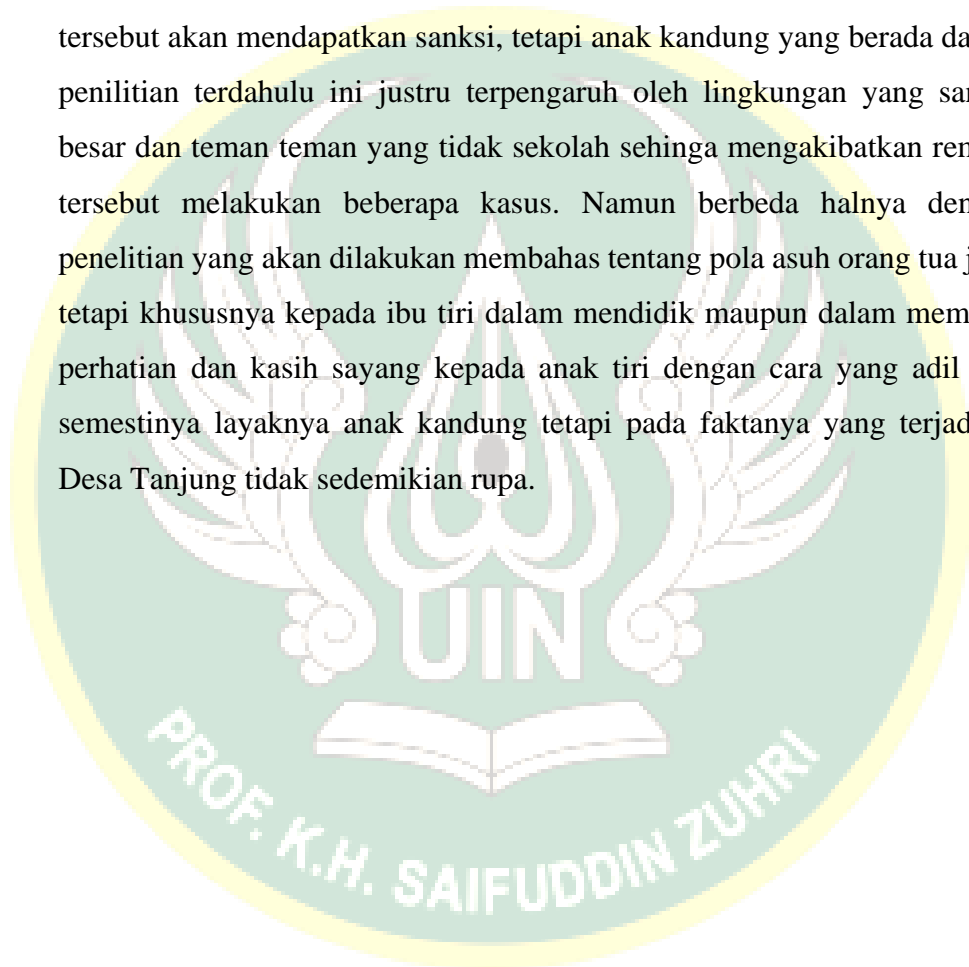 tersebut akan mendapatkan sanksi, tetapi anak kandung yang berada da
penilitian terdahulu ini justru terpengaruh oleh lingkungan yang sa
besar dan teman teman yang tidak sekolah sehinga mengakibatkan rem
tersebut melakukan beberapa kasus. Namun berbeda halnya den
penelitian yang akan dilakukan membahas tentang pola asuh orang tua j
tetapi khususnya kepada ibu tiri dalam mendidik maupun dalam mem
perhatian dan kasih sayang kepada anak tiri dengan cara yang adil
semestinya layaknya anak kandung tetapi pada faktanya yang terjad
Desa Tanjung tidak sedemikian rupa.
UIN
PROF. K.H. SAIFUDDIN ZUHRI